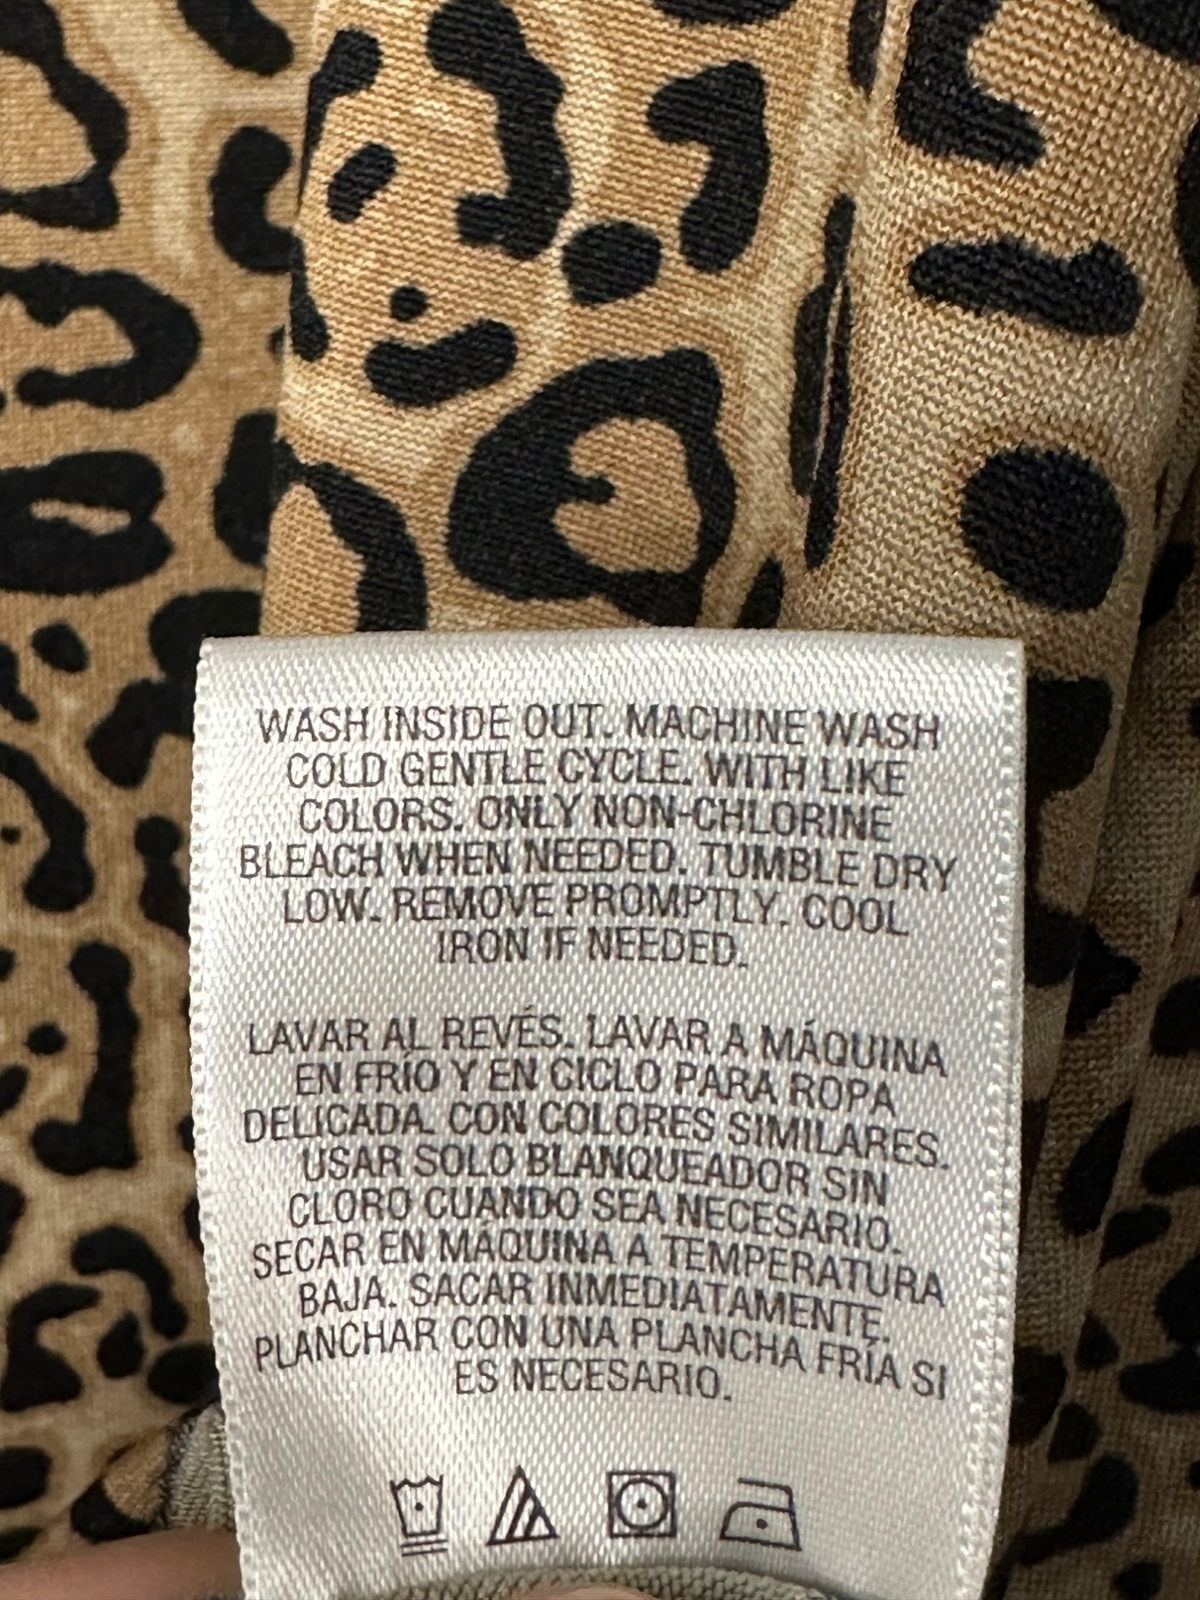 WASH INSIDE OUT. MACHINE WASH
COLD GENTLE CYCLE. WITH LIKE
COLORS. ONLY NON-CHLORINE
BLEACH WHEN NEEDED. TUMBLE DRY
LOW. REMOVE PROMPTLY. COOL
IRON IF NEEDED.
LAVAR AL REVÉS. LAVAR A MÁQUINA
EN FRÍO Y EN CICLO PARA ROPA
DELICADA. CON COLORES SIMILARES.
USAR SOLO BLANQUEADOR SIN
CLORO CUANDO SEA NECESARIO.
SECAR EN MÁQUINA A TEMPERATURA
BAJA. SACAR INMEDIATAMENTE.
PLANCHAR CON UNA PLANCHA FRÍA SI
ES NECESARIO.